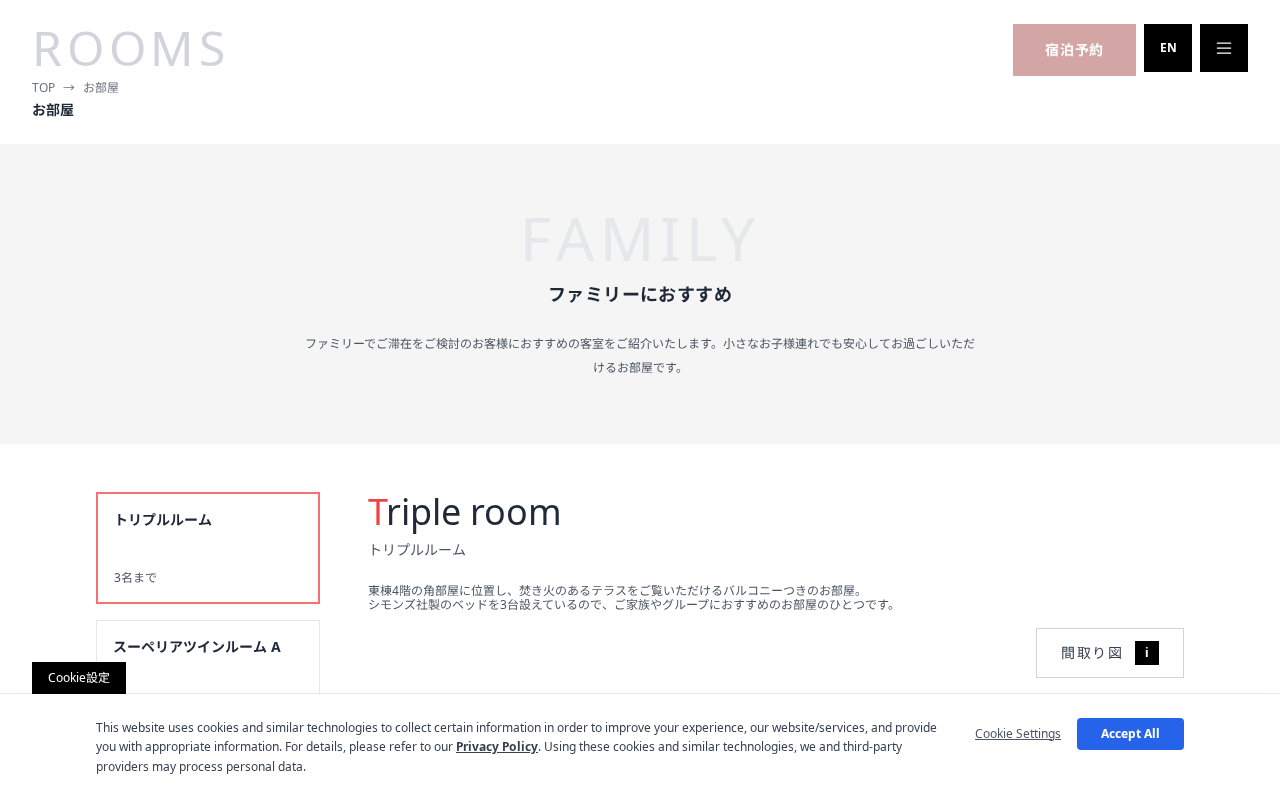 ROOMS
TOP → お部屋
お部屋
宿泊予約
EN
FAMILY
ファミリーにおすすめ
ファミリーでご滞在をご検討のお客様におすすめの客室をご紹介いたします。小さなお子様連れでも安心してお過ごしいただ
けるお部屋です。
トリプルルーム
3名まで
スーペリアツインルーム A
Triple room
トリプルルーム
東棟4階の角部屋に位置し、焚き火のあるテラスをご覧いただけるバルコニーつきのお部屋。
シモンズ社製のベッドを3台設えているので、ご家族やグループにおすすめのお部屋のひとつです。
間取り図 i
Cookie設定
This website uses cookies and similar technologies to collect certain information in order to improve your experience, our website/services, and provide
you with appropriate information. For details, please refer to our Privacy Policy. Using these cookies and similar technologies, we and third-party
providers may process personal data.
Cookie Settings
Accept All